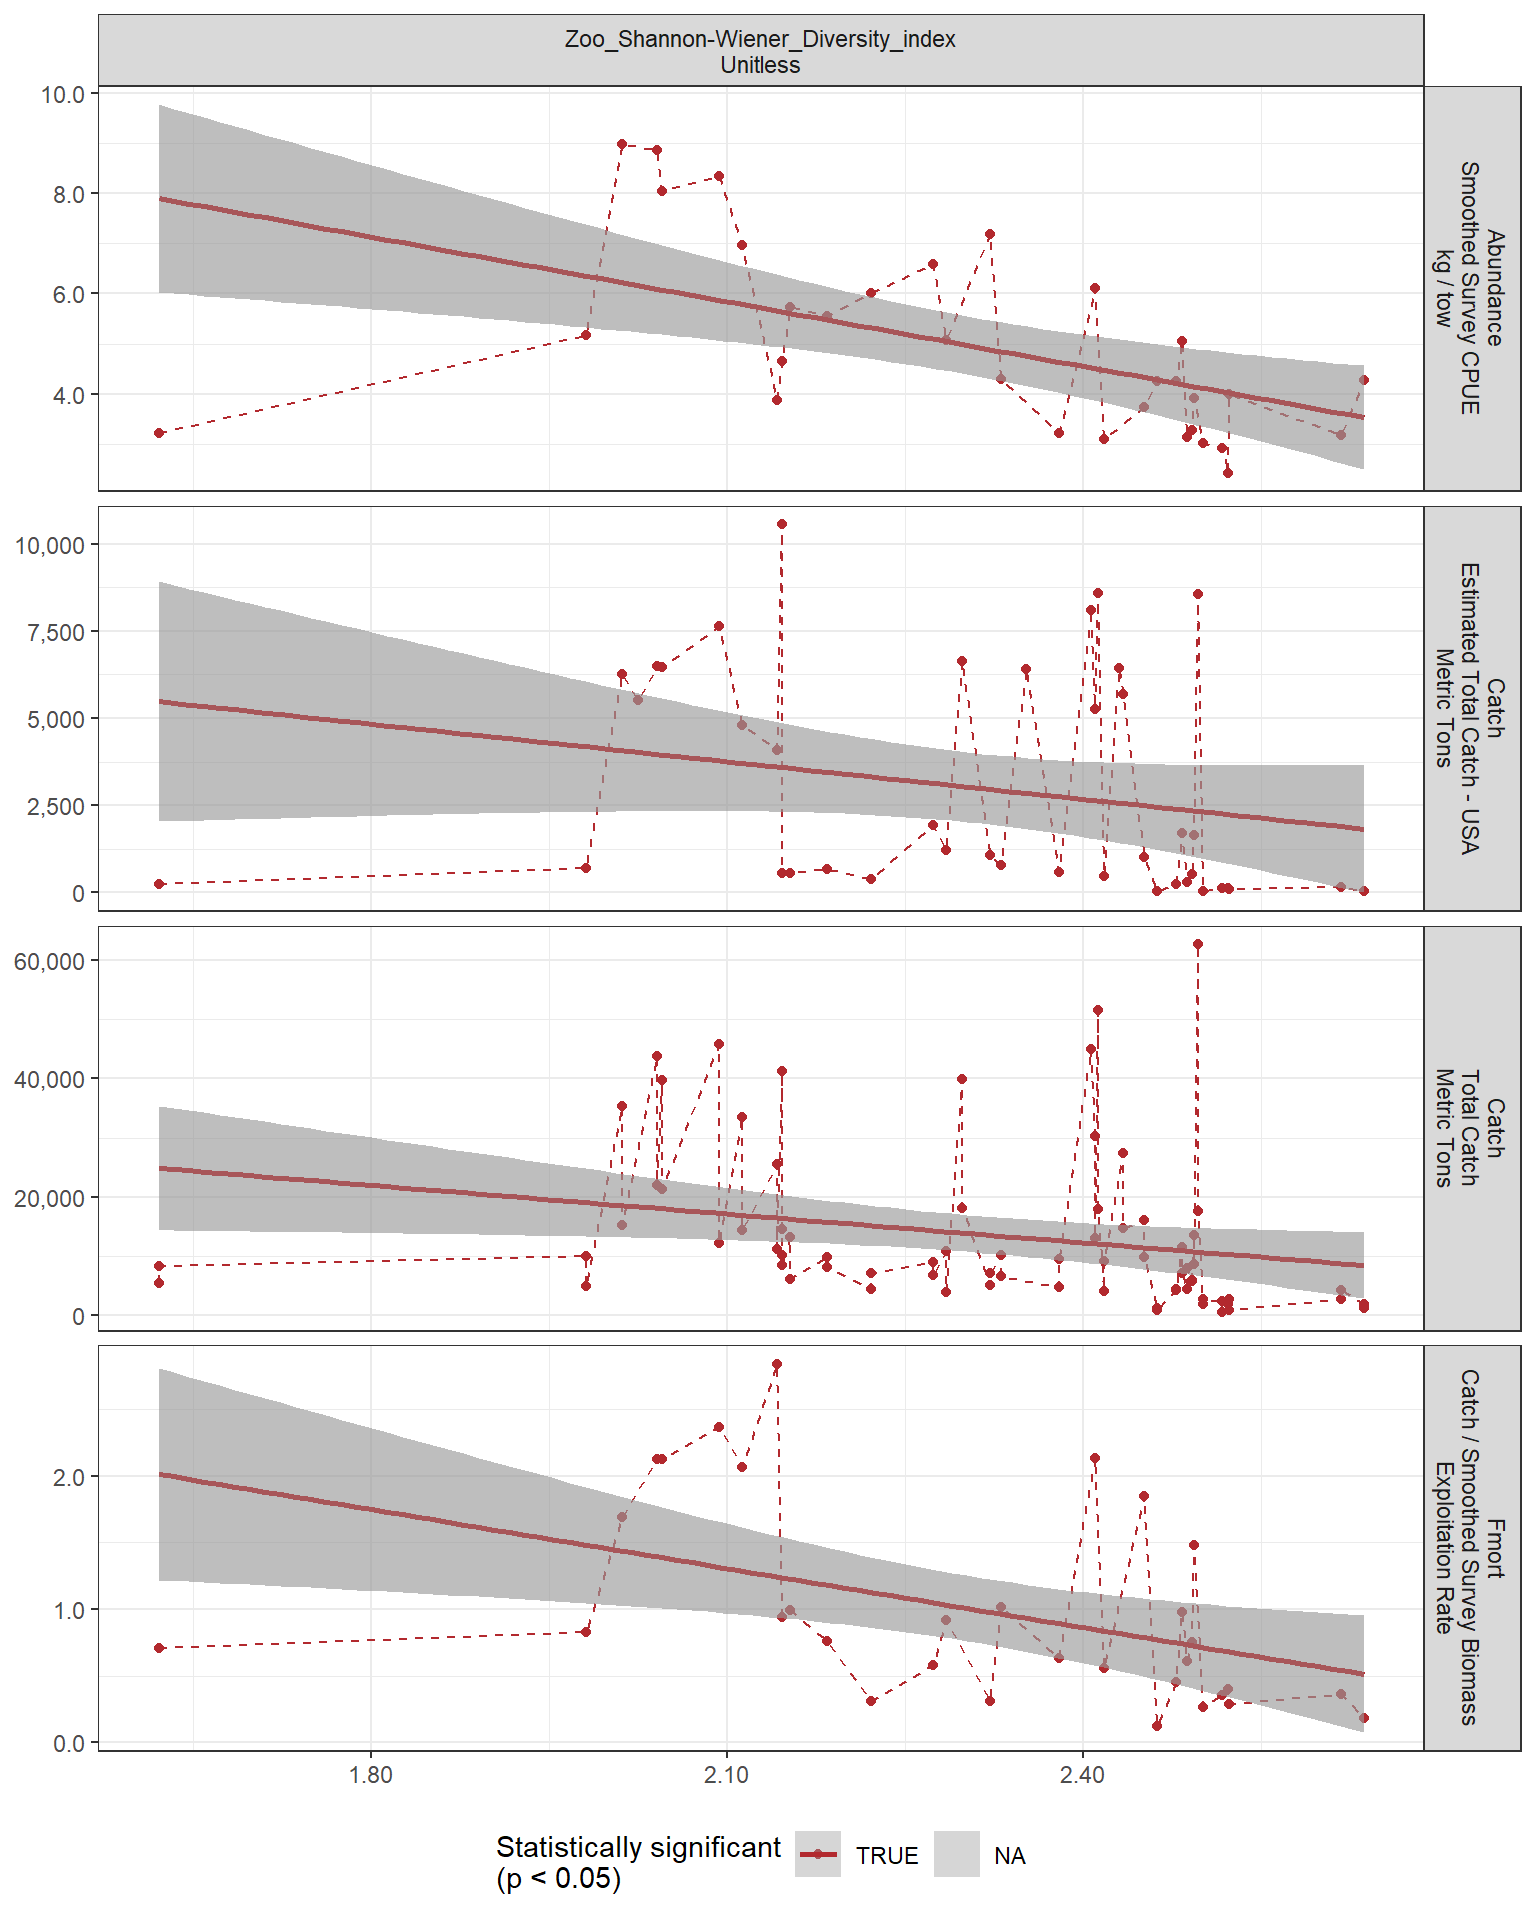 Zoo_Shannon-Wiener_Diversity_index
Unitless
10.0
8.0
6.0
4.0
Abundance
Smoothed Survey CPUE
kg / tow
10,000
7,500
5,000
2,500
0
Catch
Estimated Total Catch - USA
Metric Tons
60,000
40,000
20,000
0
Catch
Total Catch
Metric Tons
2.0
1.0
0.0
Fmort
Catch / Smoothed Survey Biomass
Exploitation Rate
1.80
2.10
2.40
Statistically significant
(p < 0.05)
TRUE
NA